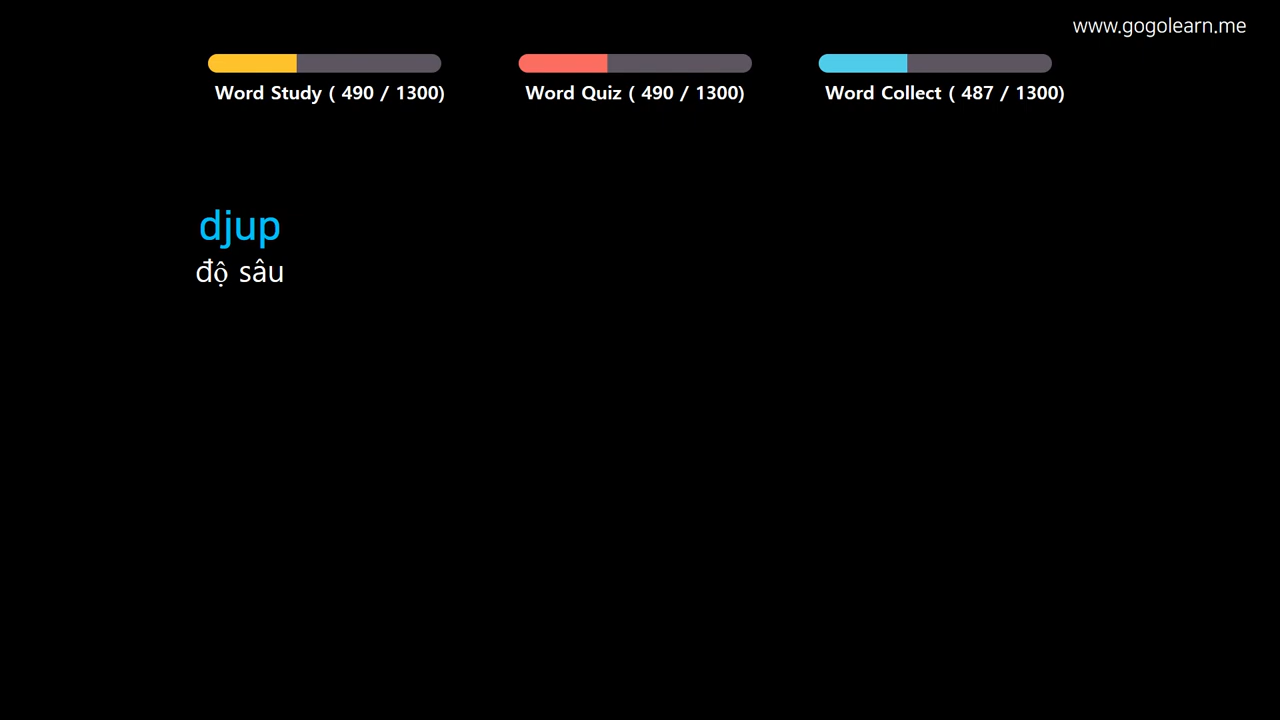 www.gogolearn.me
Word Study ( 490 / 1300)
Word Quiz ( 490 / 1300)
Word Collect ( 487 / 1300)
djup
độ sâu